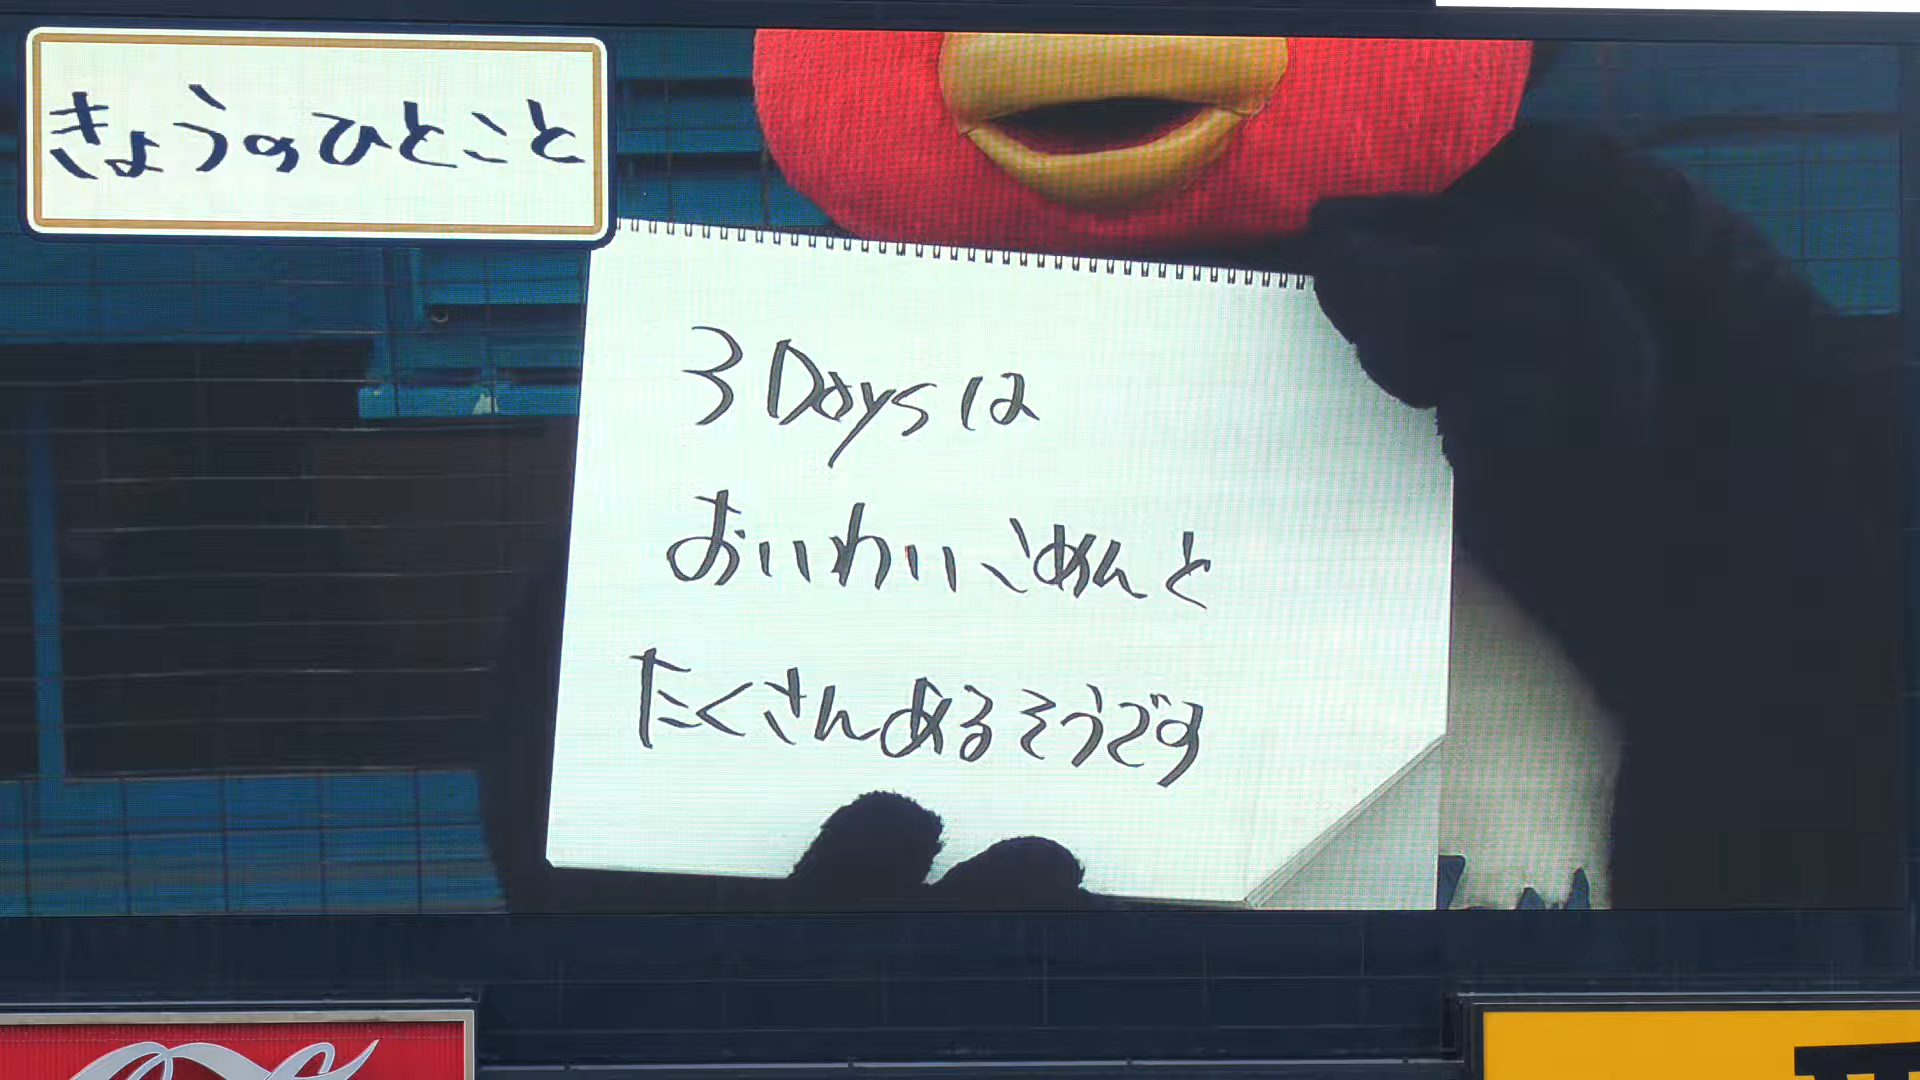 きょうのひとこと
3 Daysは
おいわいこめんと
たくさんあるそうです